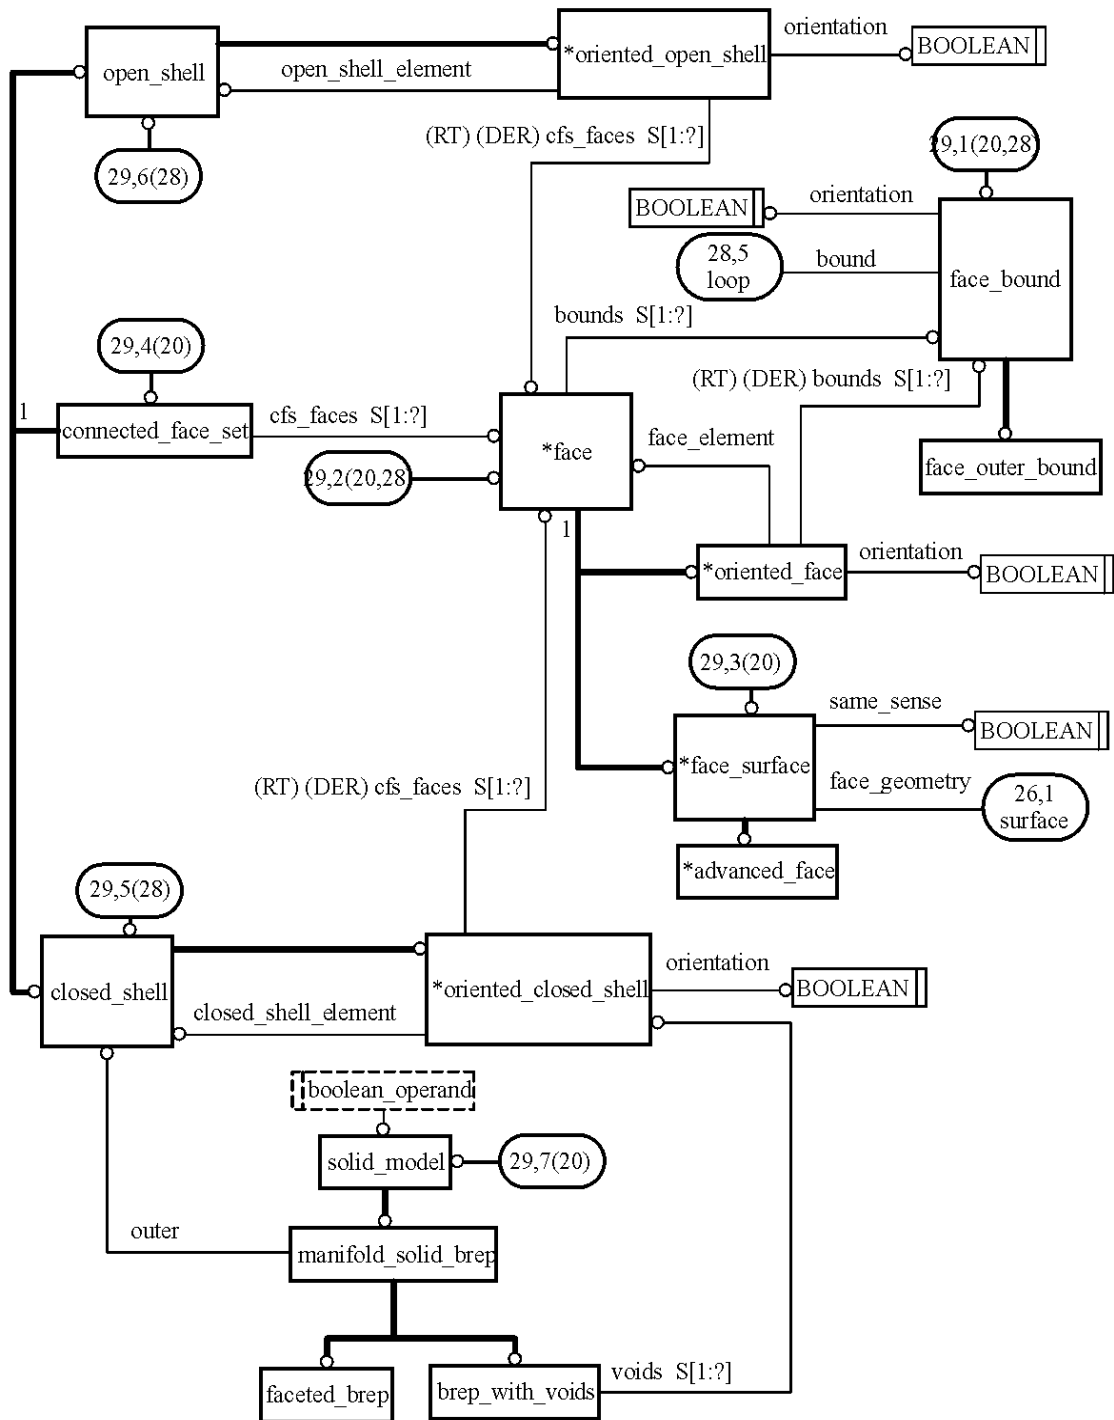 orientation
open_shell
*oriented_open_shell
BOOLEAN
open_shell_element
(RT) (DER) cfs_faces S[1:?]
29,6(28)
29,1(20,28)
BOOLEAN
orientation
28,5
loop
bound
face_bound
bounds S[1:?]
29,4(20)
(RT) (DER) bounds S[1:?]
1
connected_face_set
cfs_faces S[1:?]
*face
face_element
face_outer_bound
29,2(20,28
1
*oriented_face
orientation
BOOLEAN
29,3(20)
same_sense
BOOLEAN
*face_surface
face_geometry
(RT) (DER) cfs_faces S[1:?]
26,1
surface
*advanced_face
29,5(28)
closed_shell
*oriented_closed_shell
orientation
BOOLEAN
closed_shell_element
boolean_operand
solid_model
29,7(20)
outer
manifold_solid_brep
faceted_brep
brep_with_voids
voids S[1:?]